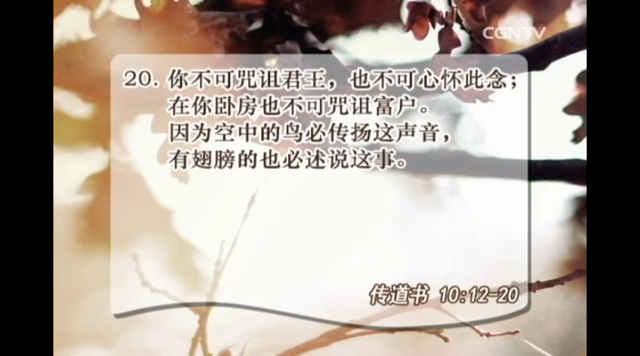 CGNTV
20. 你不可咒诅君王，也不可心怀此念；
在你卧房也不可咒诅富户。
因为空中的鸟必传扬这声音，
有翅膀的也必述说这事。
传道书 10:12-20